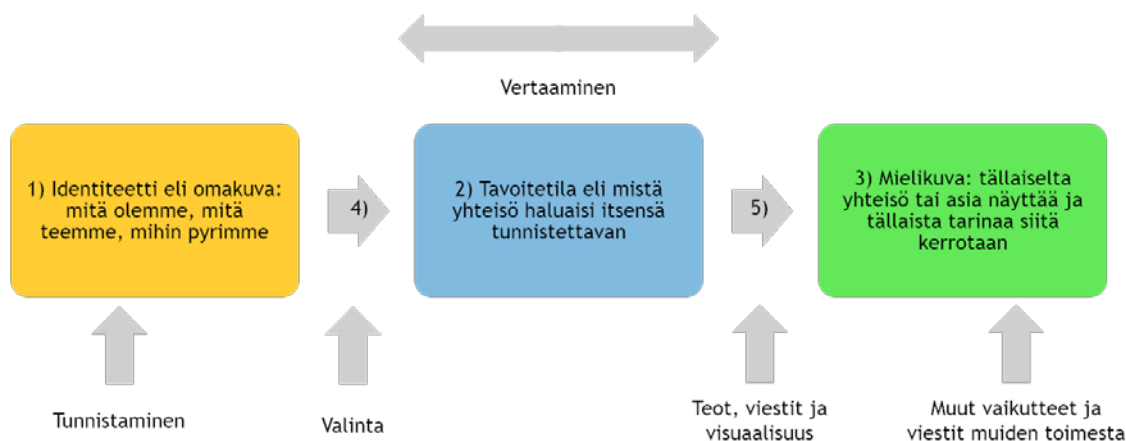 Vertaaminen
1) Identiteetti eli omakuva:
mitä olemme, mitä
teemme, mihin pyrimme
4)
2) Tavoitetila eli mistä
yhteisö haluaisi itsensä
tunnistettavan
5)
3) Mielikuva: tällaiselta
yhteisö tai asia näyttää ja
tällaista tarinaa siitä
kerrotaan
Tunnistaminen
Valinta
Teot, viestit ja
visuaalisuus
Muut vaikutteet ja
viestit muiden toimesta